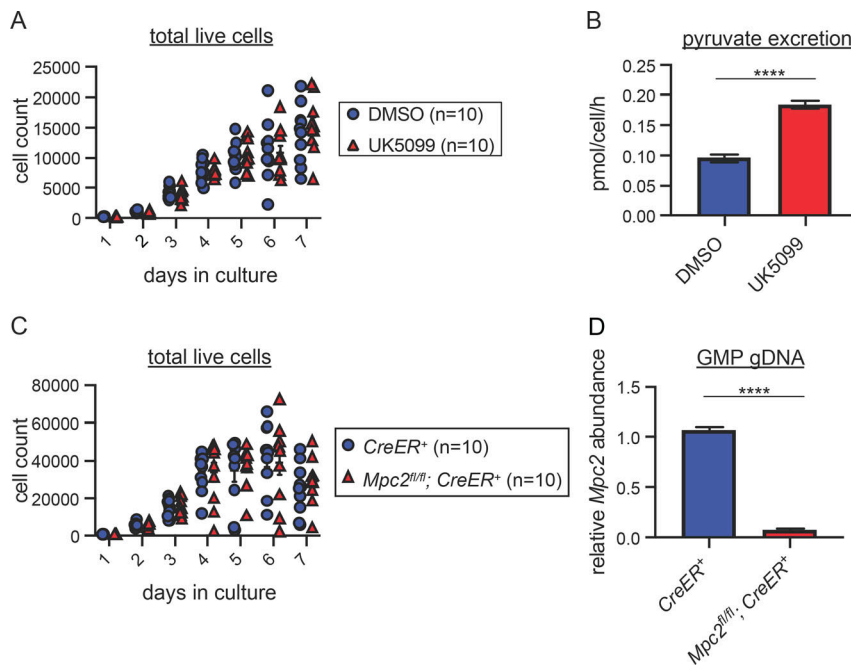 A
total live cells
cell count
25000
20000
15000
10000
5000
0
1 2 3 4 5 6 7
days in culture
DMSO (n=10)
UK5099 (n=10)
B
pyruvate excretion
pmol/cell/h
0.20
0.25
0.15
0.10
0.05
0.00
****
DMSO
UK5099
C
total live cells
cell count
80000
60000
40000
20000
0
1 2 3 4 5 6 7
days in culture
CreER⁺ (n=10)
Mpc2ᶠˡ/ᶠˡ; CreER⁺ (n=10)
D
GMP gDNA
relative Mpc2 abundance
1.5
1.0
0.5
0.0
****
CreER⁺
Mpc2ᶠˡ/ᶠˡ; CreER⁺